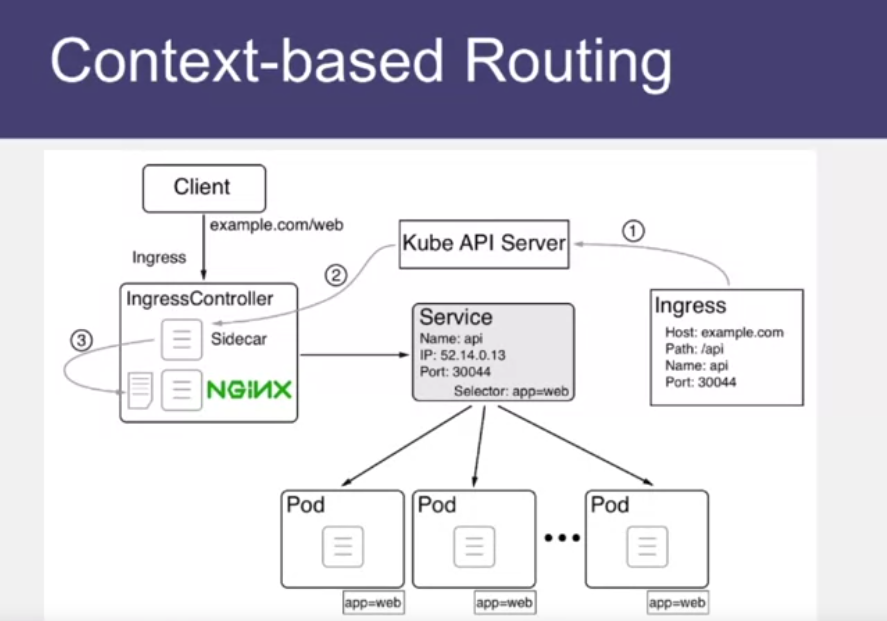 Context-based Routing
Client
example.com/web
Ingress
Kube API Server
①
②
IngressController
Sidecar
③
NGINX
Service
Name: api
IP: 52.14.0.13
Port: 30044
Selector: app=web
Ingress
Host: example.com
Path: /api
Name: api
Port: 30044
Pod
Pod
Pod
app=web
app=web
app=web